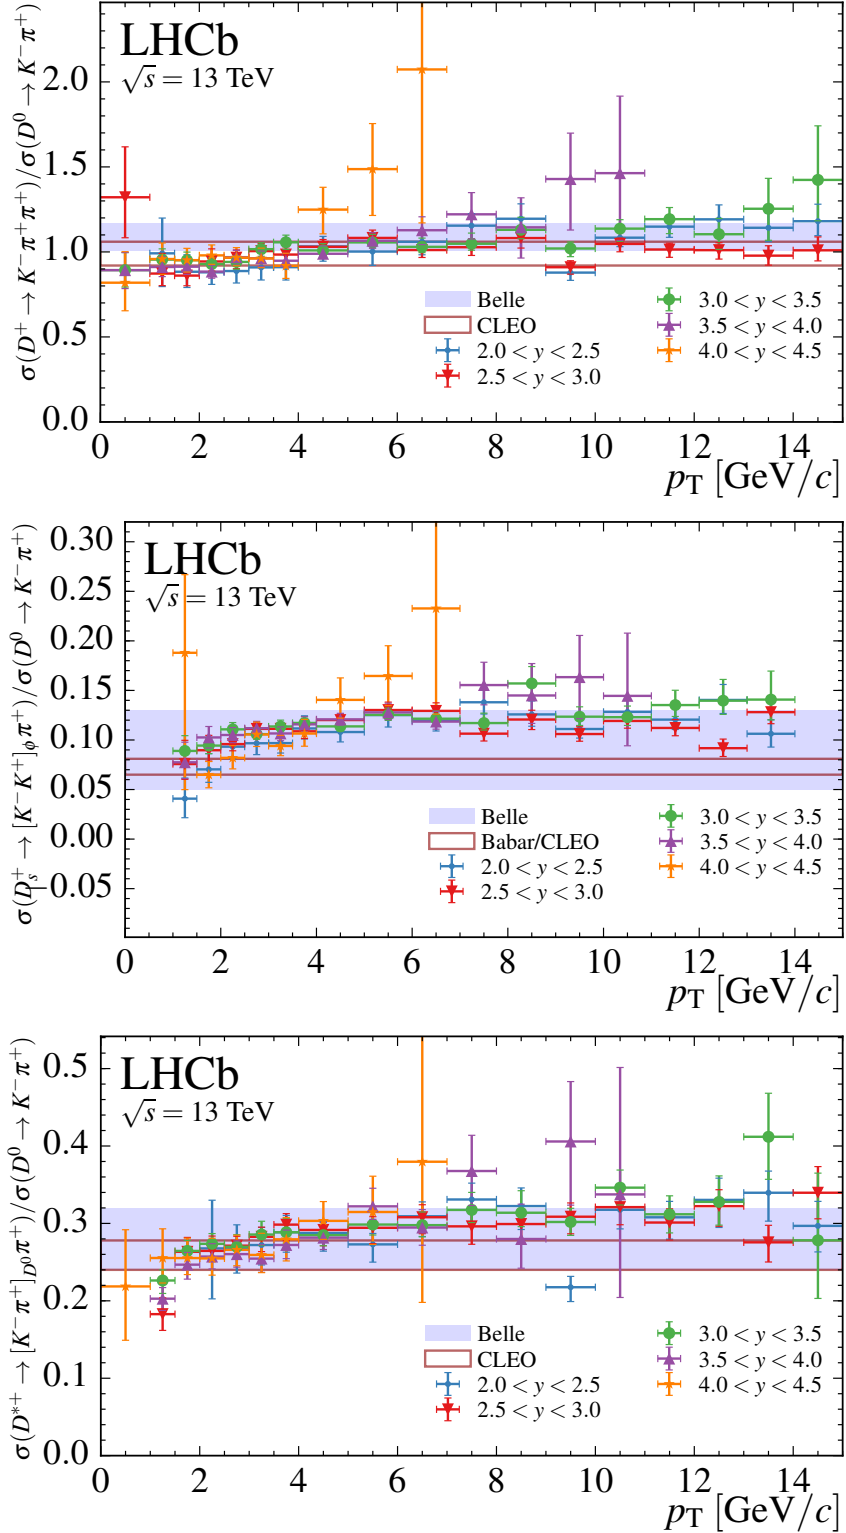 LHCb
√s = 13 TeV
σ(D⁺ → K⁻π⁺π⁺)/σ(D⁰ → K⁻π⁺)
2.0
1.5
1.0
0.5
0.0
Belle
CLEO
2.0 < y < 2.5
2.5 < y < 3.0
3.0 < y < 3.5
3.5 < y < 4.0
4.0 < y < 4.5
0 2 4 6 8 10 12 14
p_T [GeV/c]
LHCb
√s = 13 TeV
σ(D_s⁺ → [K⁻K⁺]_ϕ π⁺)/σ(D⁰ → K⁻π⁺)
0.30
0.25
0.20
0.15
0.10
0.05
0.00
−0.05
Belle
Babar/CLEO
2.0 < y < 2.5
2.5 < y < 3.0
3.0 < y < 3.5
3.5 < y < 4.0
4.0 < y < 4.5
0 2 4 6 8 10 12 14
p_T [GeV/c]
LHCb
√s = 13 TeV
σ(D*⁺ → [K⁻π⁺]_D⁰ π⁺)/σ(D⁰ → K⁻π⁺)
0.5
0.4
0.3
0.2
0.1
0.0
Belle
CLEO
2.0 < y < 2.5
2.5 < y < 3.0
3.0 < y < 3.5
3.5 < y < 4.0
4.0 < y < 4.5
0 2 4 6 8 10 12 14
p_T [GeV/c]